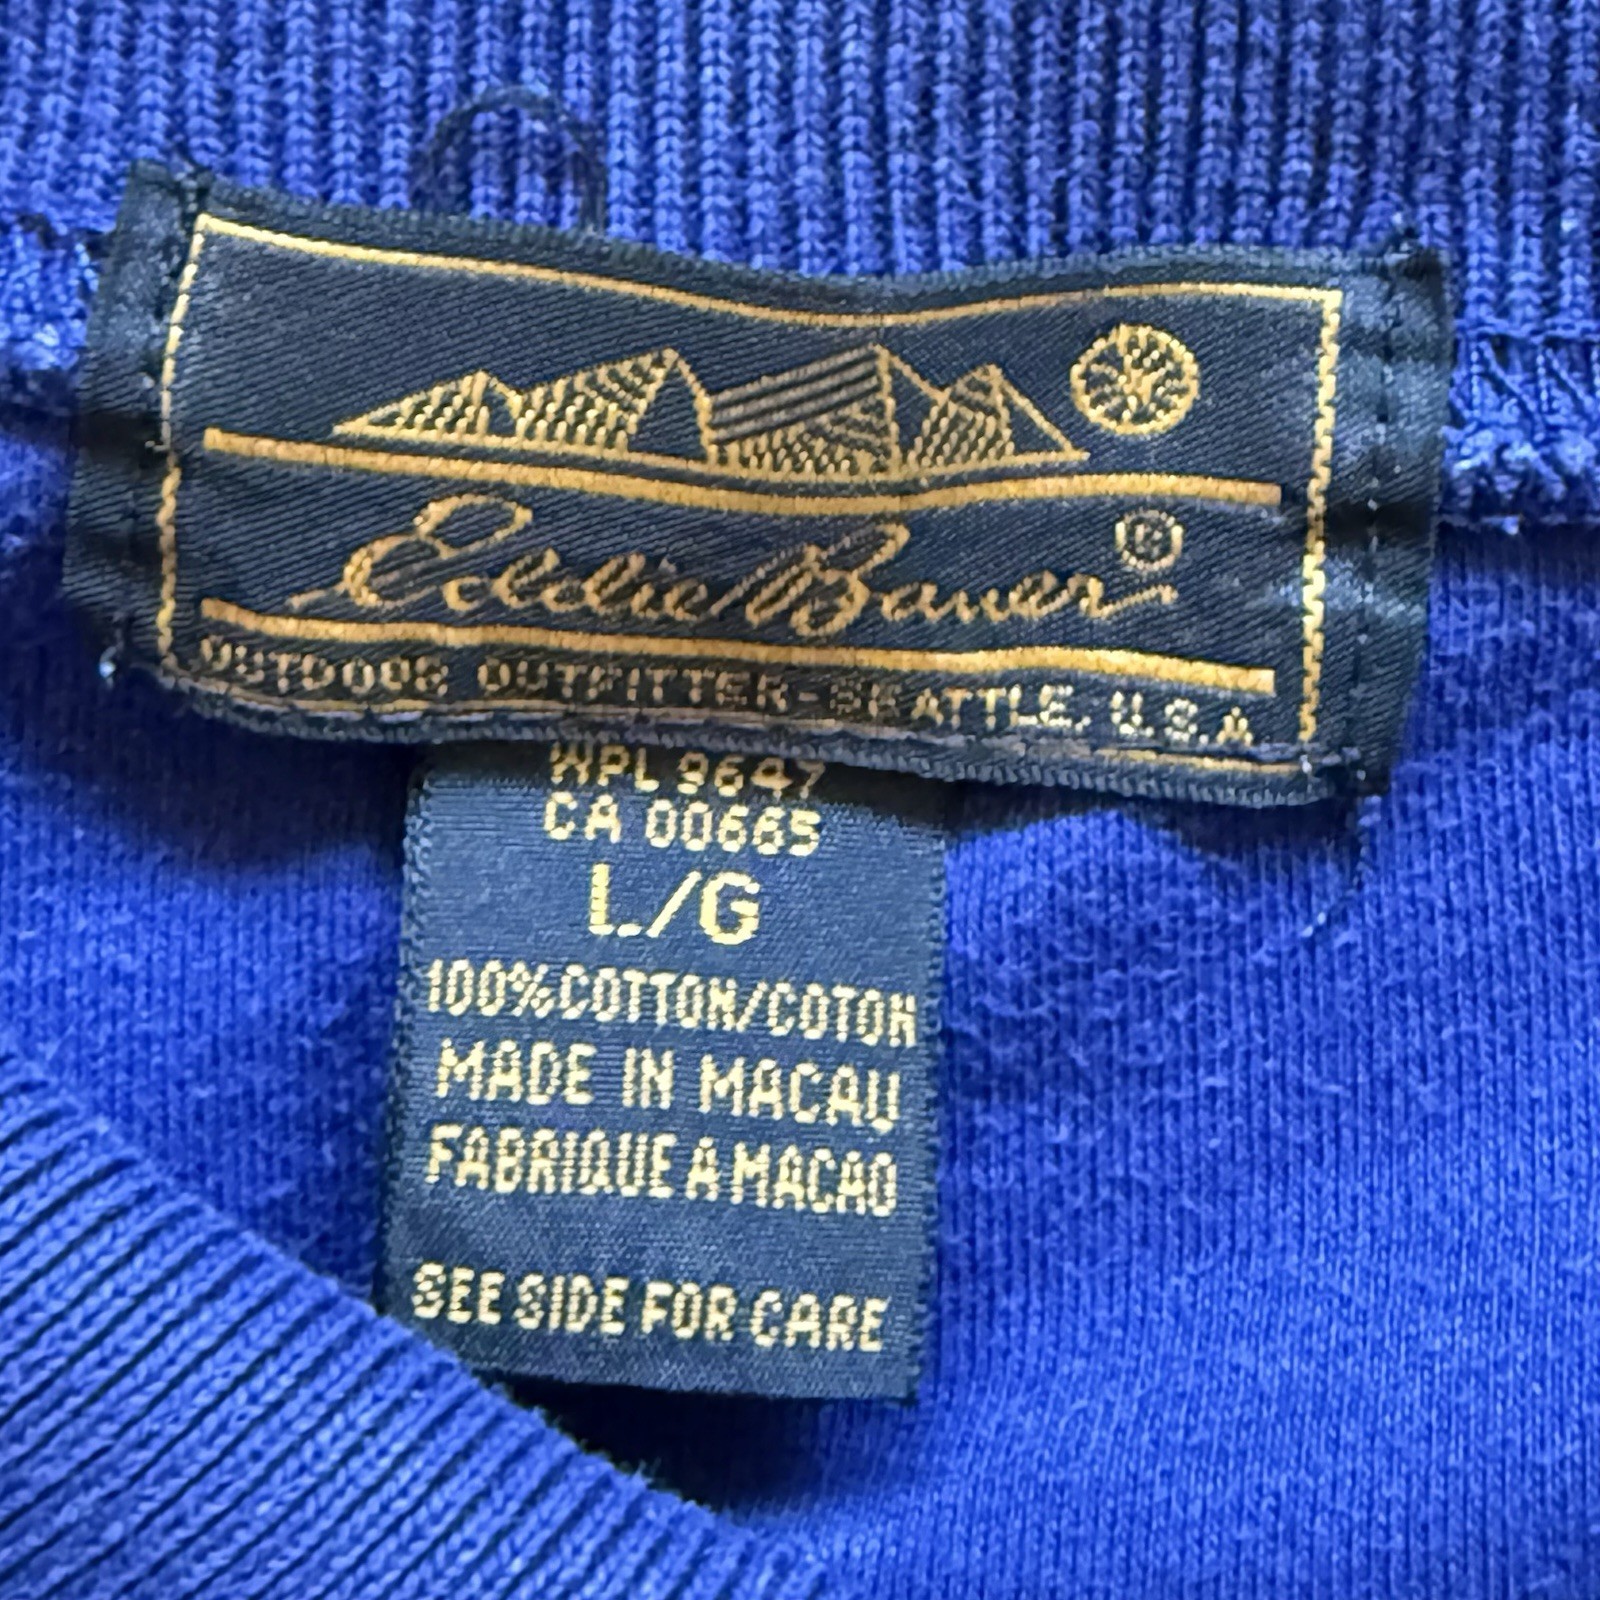 Eddie Bauer®
OUTDOOR OUTFITTER-SEATTLE, U.S.A
WPL 9647
CA 00665
L/G
100%COTTON/COTON
MADE IN MACAU
FABRIQUE A MACAO
SEE SIDE FOR CARE